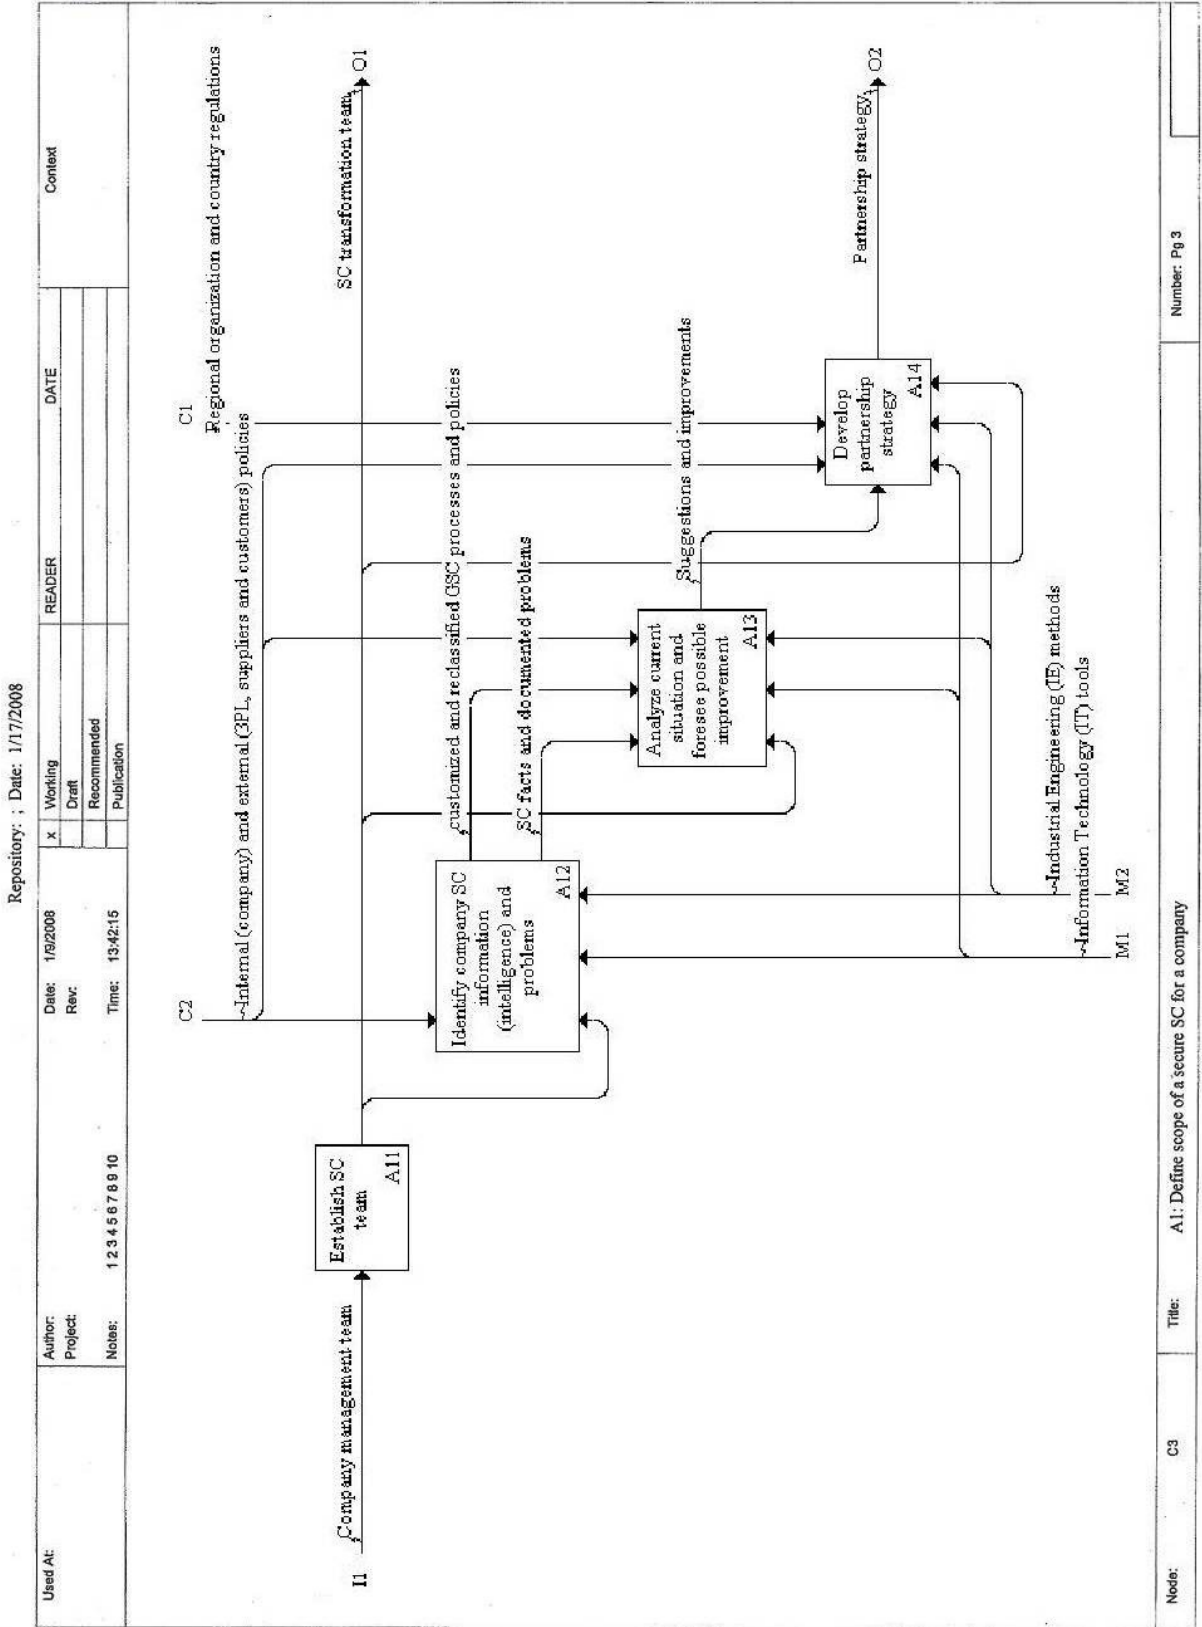 Repository: ; Date: 1/17/2008
Used At:
Author:
Project:
Notes: 1 2 3 4 5 6 7 8 9 10
Date: 1/9/2008
Rev:
Time: 13:42:15
x Working
Draft
Recommended
Publication
READER
DATE
Context
C2
C1
~Internal (company) and external (3PL, suppliers and customers) policies
Regional organization and country regulations
I1
Company management team
Establish SC
team
A11
SC transformation team
O1
Identify company SC
information
(intelligence) and
problems
A12
customized and reclassified GSC processes and policies
SC facts and documented problems
Analyze current
situation and
foresee possible
improvement
A13
Suggestions and improvements
Develop
partnership
strategy
A14
Partnership strategy
O2
~Industrial Engineering (IE) methods
~Information Technology (IT) tools
M1
M2
Node: C3
Title: A1: Define scope of a secure SC for a company
Number: Pg 3